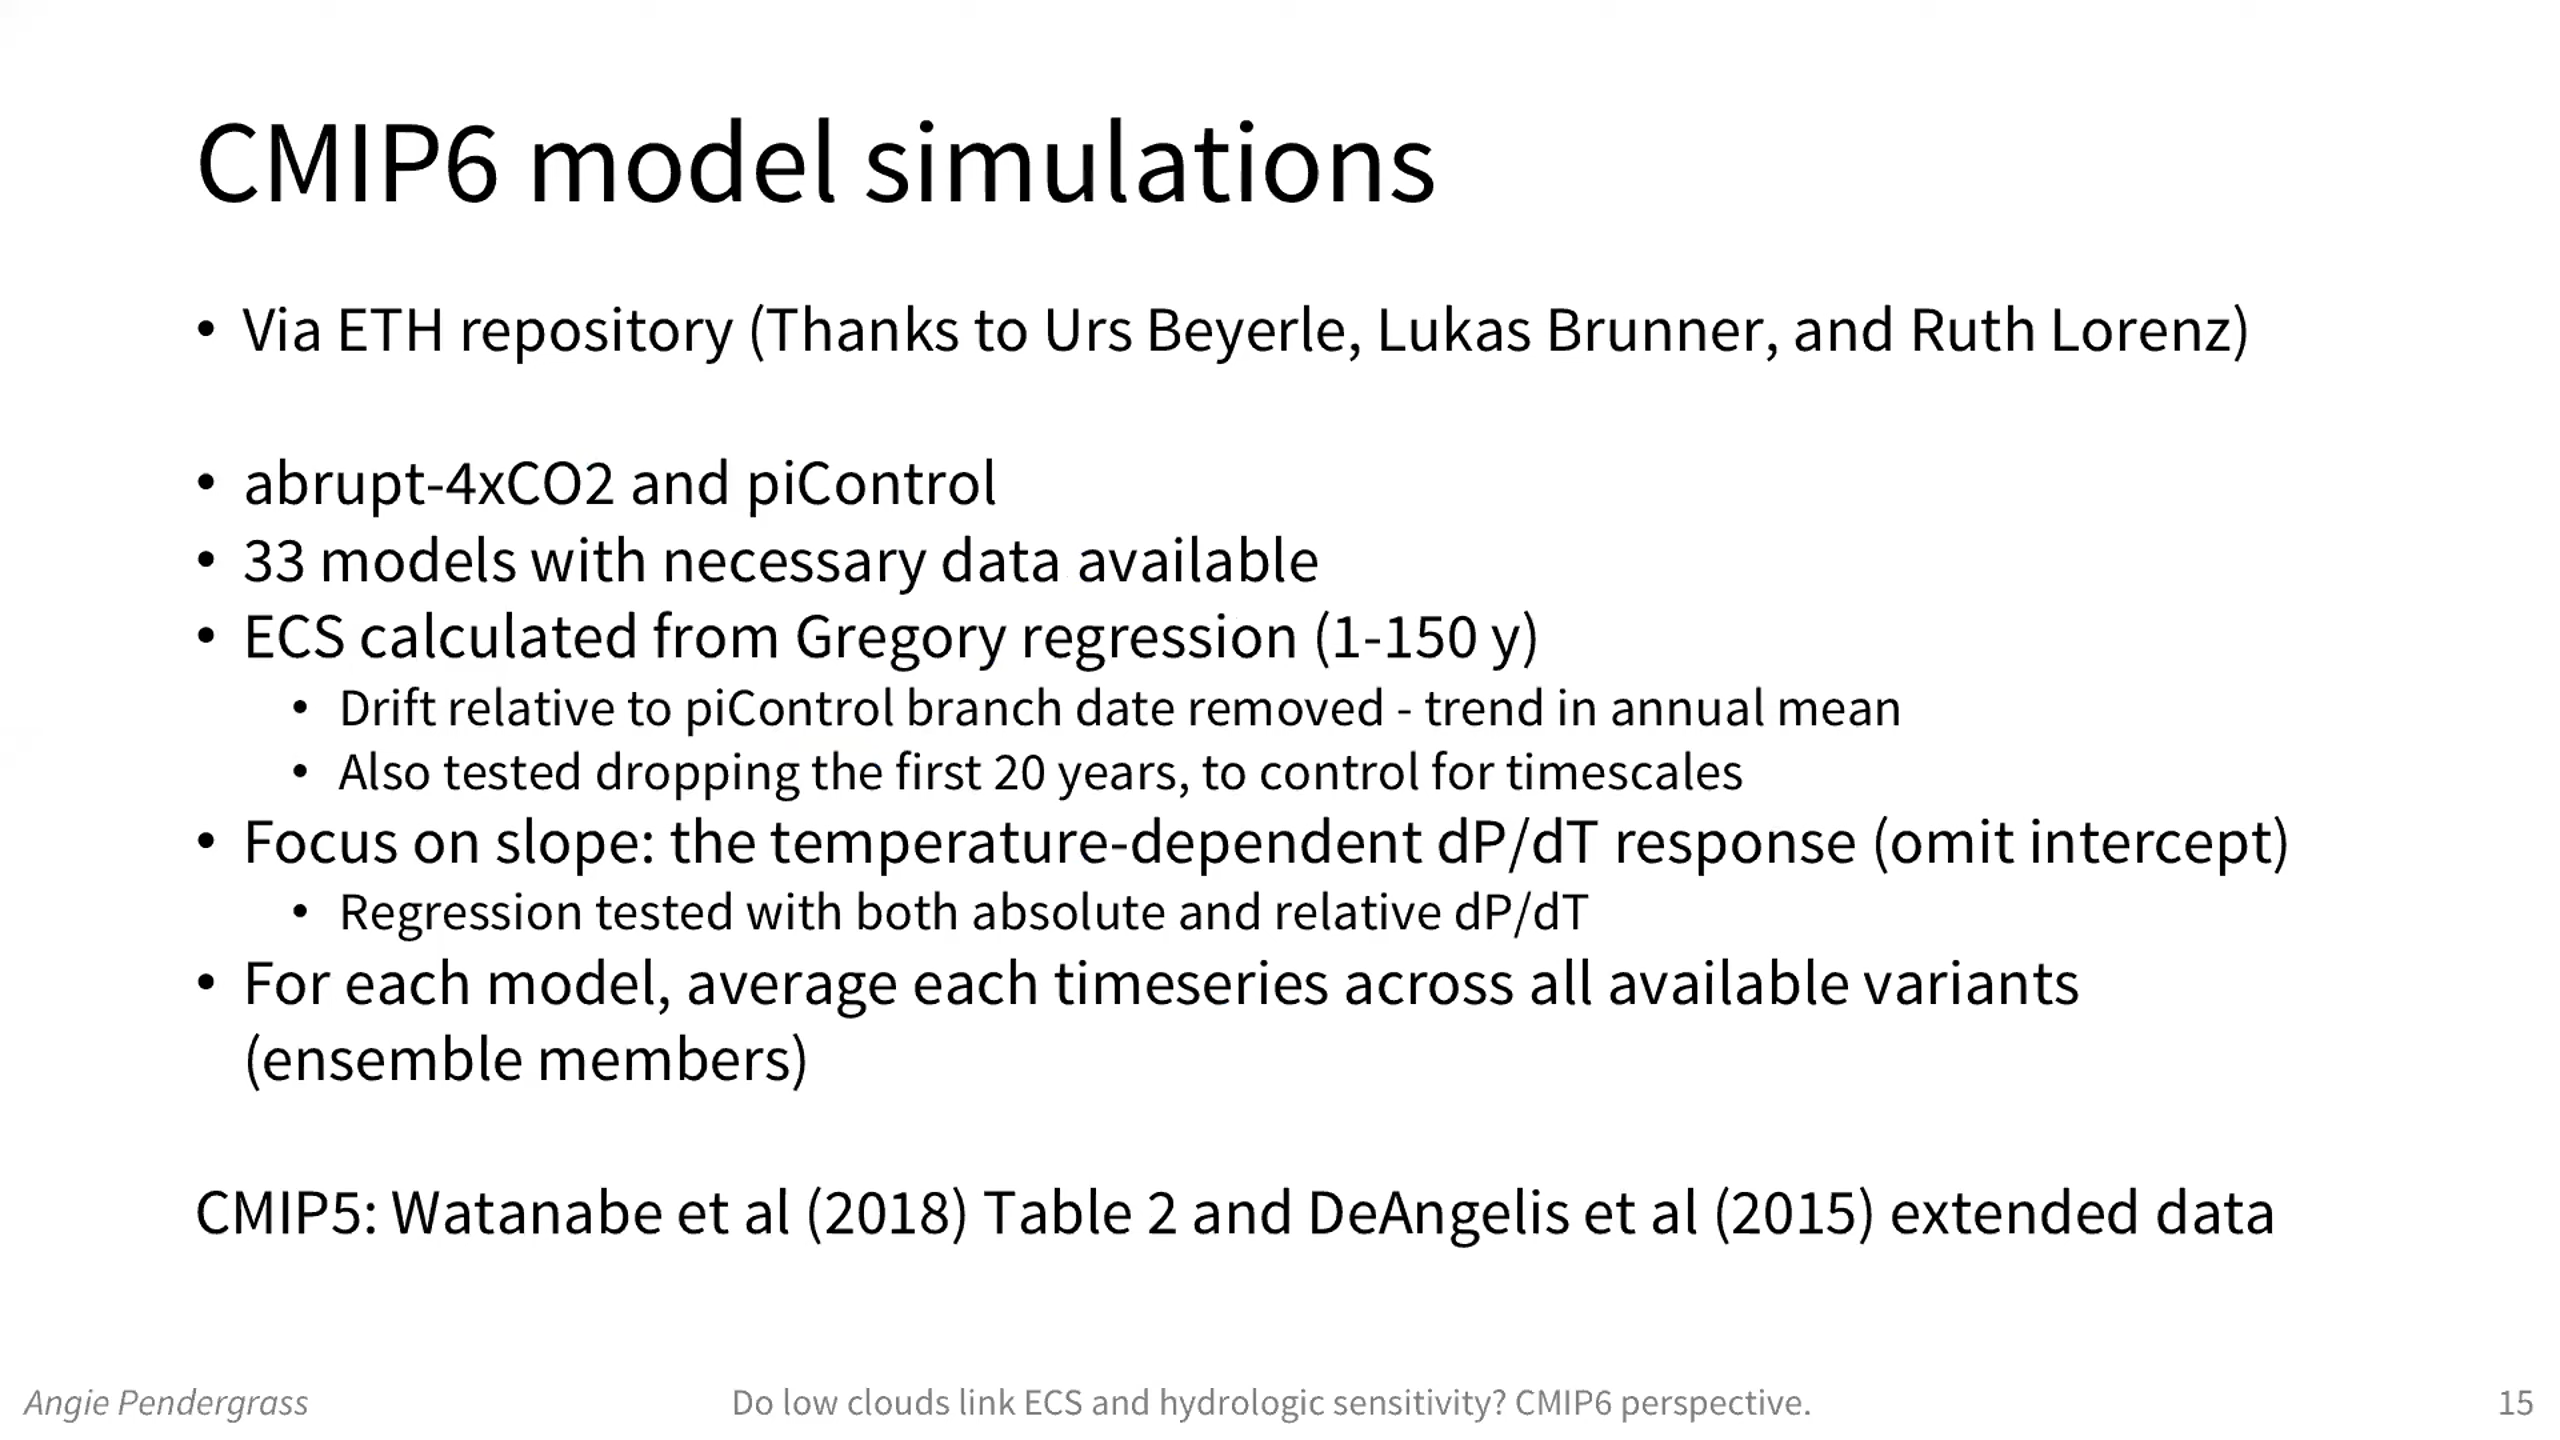 CMIP6 model simulations
• Via ETH repository (Thanks to Urs Beyerle, Lukas Brunner, and Ruth Lorenz)
• abrupt-4xCO2 and piControl
• 33 models with necessary data available
• ECS calculated from Gregory regression (1-150 y)
• Drift relative to piControl branch date removed - trend in annual mean
• Also tested dropping the first 20 years, to control for timescales
• Focus on slope: the temperature-dependent dP/dT response (omit intercept)
• Regression tested with both absolute and relative dP/dT
• For each model, average each timeseries across all available variants
(ensemble members)
CMIP5: Watanabe et al (2018) Table 2 and DeAngelis et al (2015) extended data
Angie Pendergrass
Do low clouds link ECS and hydrologic sensitivity? CMIP6 perspective.
15